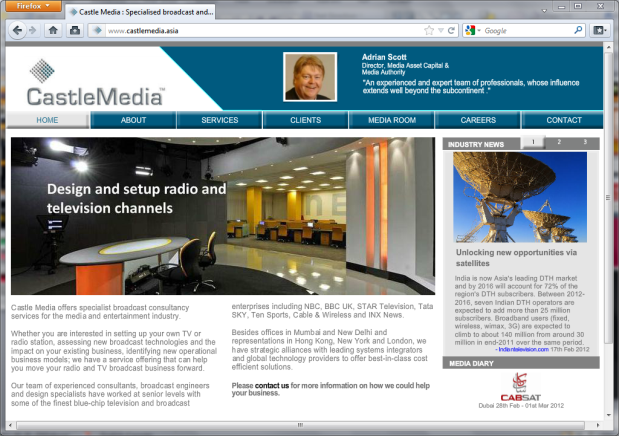 Firefox
Castle Media : Specialised broadcast and...
www.castlemedia.asia
Google
CastleMedia™
Adrian Scott
Director, Media Asset Capital &
Media Authority
"An experienced and expert team of professionals, whose influence
extends well beyond the subcontinent ."
HOME
ABOUT
SERVICES
CLIENTS
MEDIA ROOM
CAREERS
CONTACT
Design and setup radio and
television channels
Castle Media offers specialist broadcast consultancy
services for the media and entertainment industry.
Whether you are interested in setting up your own TV or
radio station, assessing new broadcast technologies and the
impact on your existing business, identifying new operational
business models; we have a service offering that can help
you move your radio and TV broadcast business forward.
Our team of experienced consultants, broadcast engineers
and design specialists have worked at senior levels with
some of the finest blue-chip television and broadcast
enterprises including NBC, BBC UK, STAR Television, Tata
SKY, Ten Sports, Cable & Wireless and INX News.
Besides offices in Mumbai and New Delhi and
representations in Hong Kong, New York and London, we
have strategic alliances with leading systems integrators
and global technology providers to offer best-in-class cost
efficient solutions.
Please contact us for more information on how we could help
your business.
INDUSTRY NEWS
1 2 3
Unlocking new opportunities via
satellites
India is now Asia's leading DTH market
and by 2016 will account for 72% of the
region's DTH subscribers. Between 2012-
2016, seven Indian DTH operators are
expected to add more than 25 million
subscribers. Broadband users (fixed,
wireless, wimax, 3G) are expected to
climb to about 140 million from around 30
million in end-2011 over the same period.
- Indiantelevision.com 17th Feb 2012
MEDIA DIARY
CABSAT
Dubai 28th Feb - 01st Mar 2012